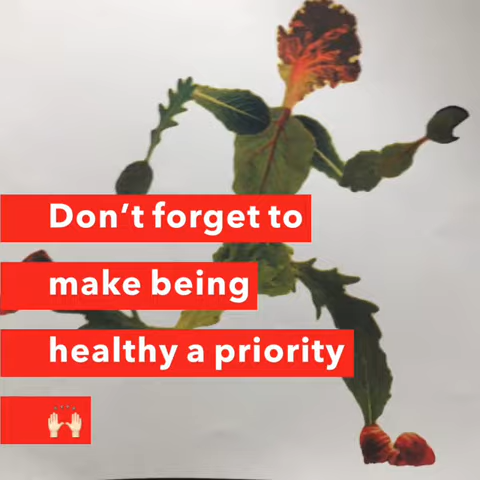 Don't forget to
make being
healthy a priority
🙌🏻